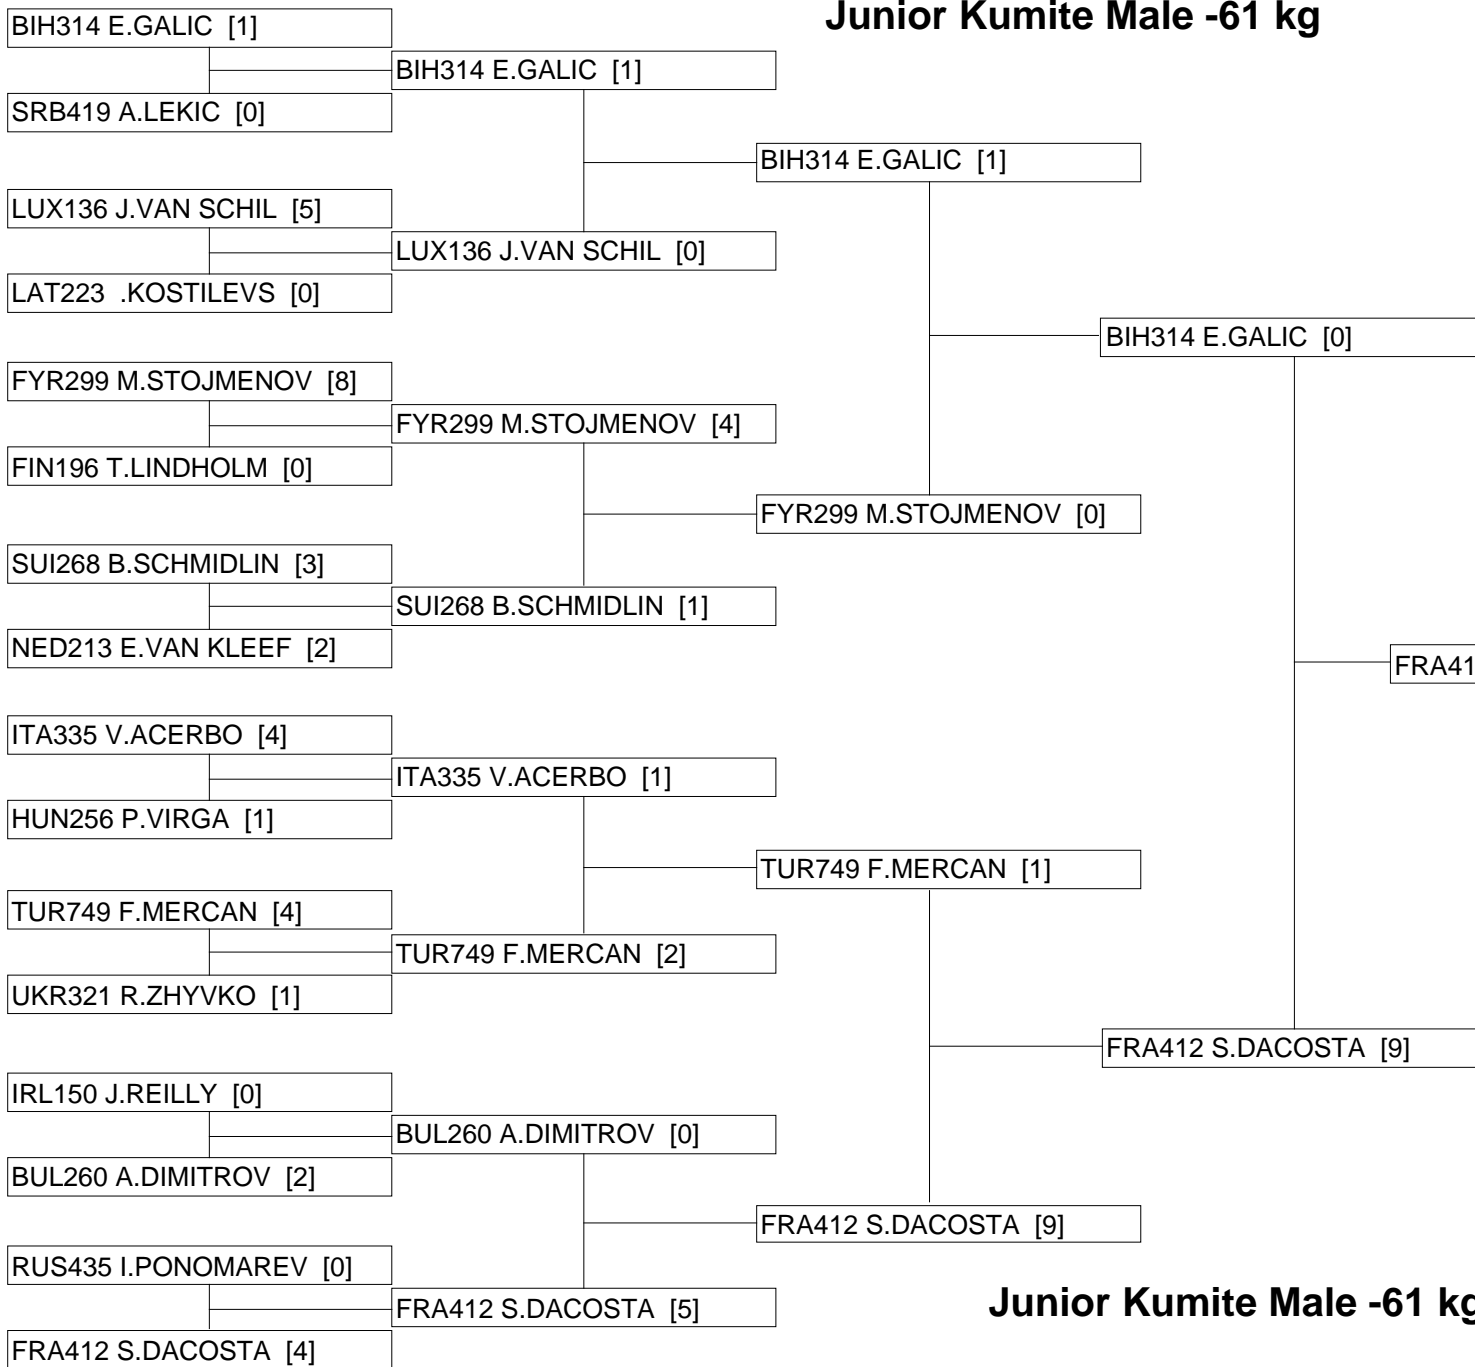 Junior Kumite Male -61 kg
BIH314 E.GALIC [1]
SRB419 A.LEKIC [0]
LUX136 J.VAN SCHIL [5]
LAT223 .KOSTILEVS [0]
FYR299 M.STOJMENOV [8]
FIN196 T.LINDHOLM [0]
SUI268 B.SCHMIDLIN [3]
NED213 E.VAN KLEEF [2]
ITA335 V.ACERBO [4]
HUN256 P.VIRGA [1]
TUR749 F.MERCAN [4]
UKR321 R.ZHYVKO [1]
IRL150 J.REILLY [0]
BUL260 A.DIMITROV [2]
RUS435 I.PONOMAREV [0]
FRA412 S.DACOSTA [4]
BIH314 E.GALIC [1]
LUX136 J.VAN SCHIL [0]
FYR299 M.STOJMENOV [4]
SUI268 B.SCHMIDLIN [1]
ITA335 V.ACERBO [1]
TUR749 F.MERCAN [2]
BUL260 A.DIMITROV [0]
FRA412 S.DACOSTA [5]
BIH314 E.GALIC [1]
FYR299 M.STOJMENOV [0]
TUR749 F.MERCAN [1]
FRA412 S.DACOSTA [9]
BIH314 E.GALIC [0]
FRA412 S.DACOSTA [9]
FRA41
Junior Kumite Male -61 kg